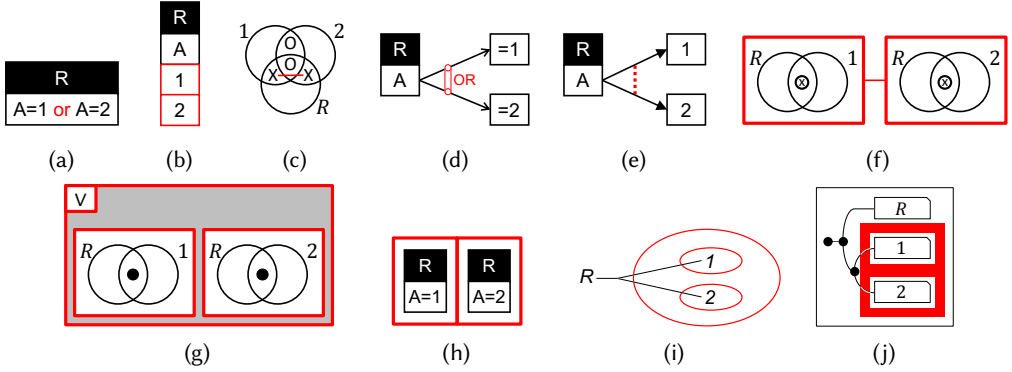 R
A=1 or A=2
(a)
R
A
1
2
(b)
1 2
O
O
X X
R
(c)
R
A
=1
OR
=2
(d)
R
A
1
2
(e)
R 1
x
R 2
x
(f)
V
R 1
R 2
(g)
R
A=1
R
A=2
(h)
R
1
2
(i)
R
1
2
(j)